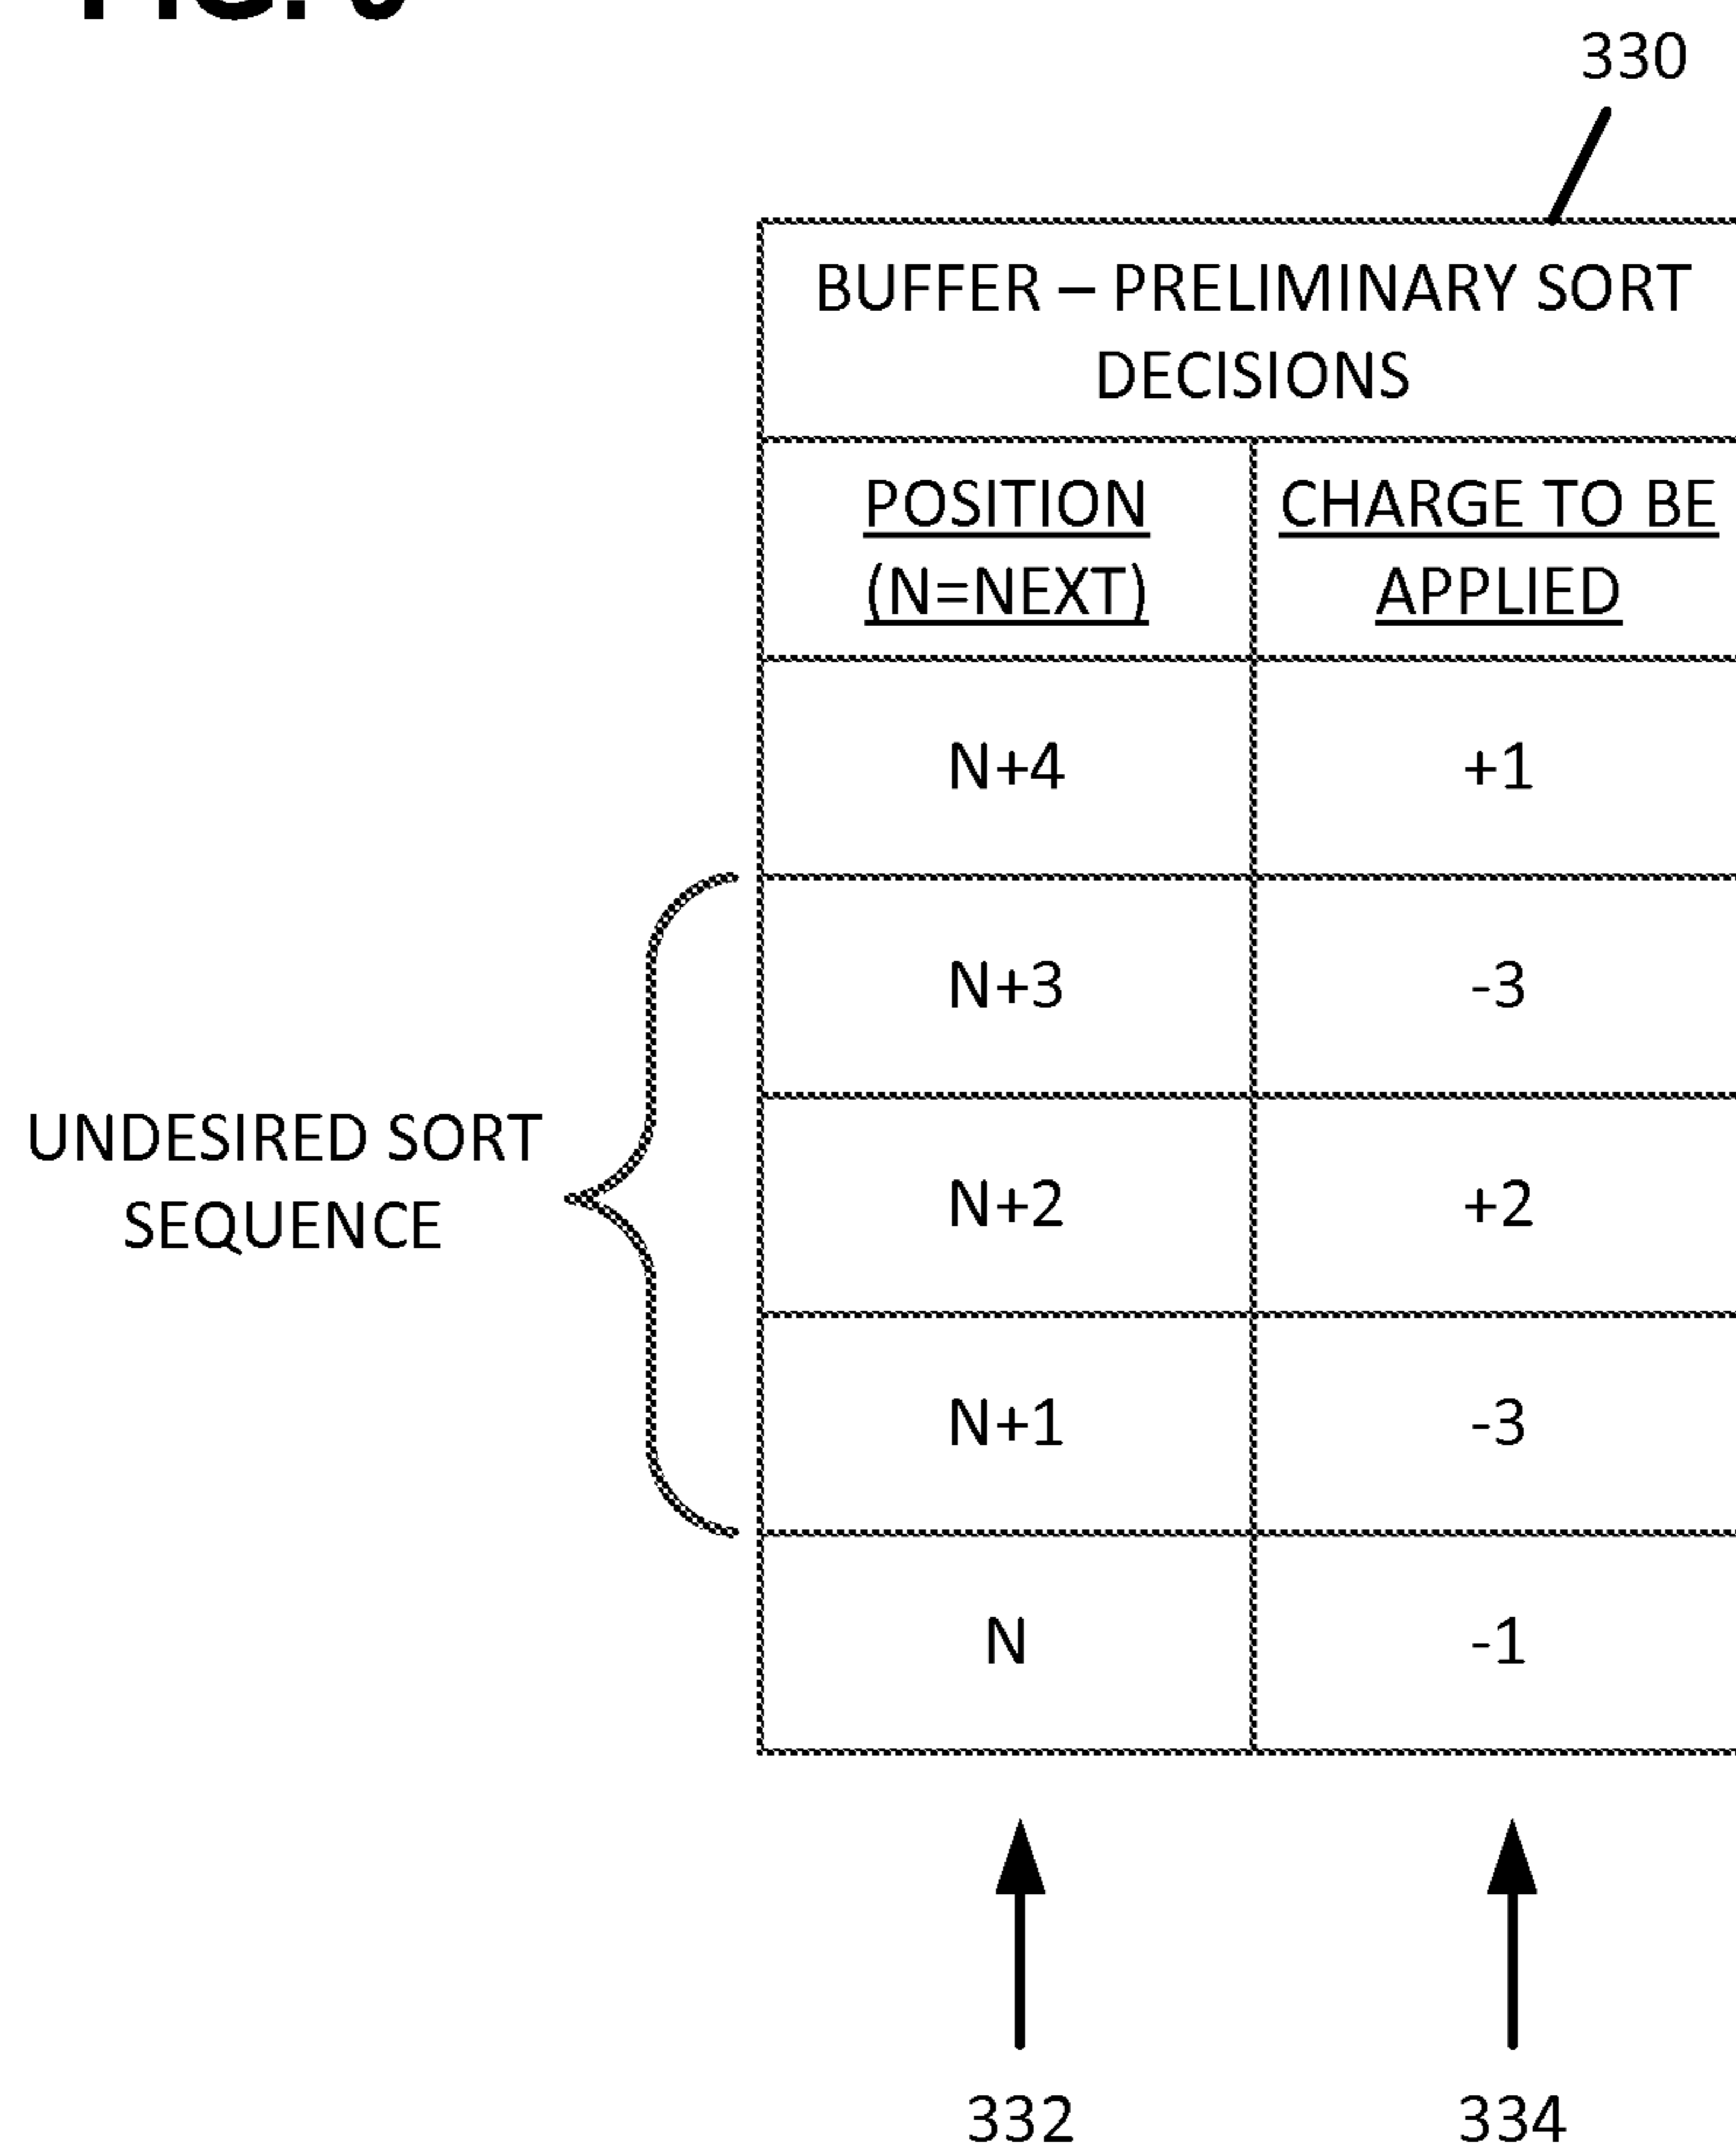 330
BUFFER – PRELIMINARY SORT
DECISIONS
POSITION
(N=NEXT)
CHARGE TO BE
APPLIED
N+4 +1
N+3 -3
UNDESIRED SORT
SEQUENCE
N+2 +2
N+1 -3
N -1
332 334